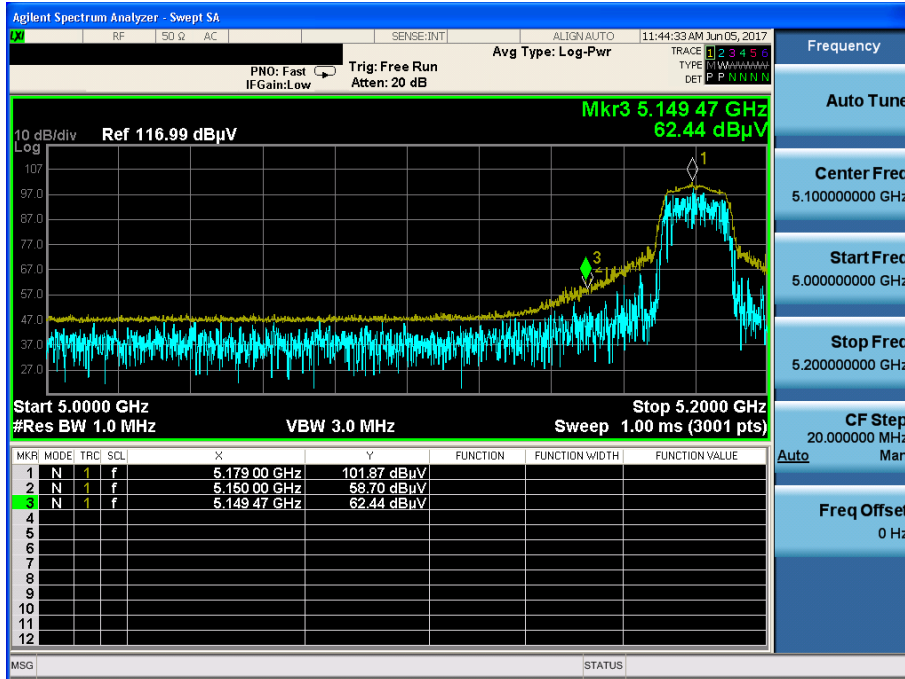 Agilent Spectrum Analyzer - Swept SA
LXI RF 50 Ω AC SENSE:INT ALIGN AUTO 11:44:33 AM Jun 05, 2017
PNO: Fast
IFGain:Low
Trig: Free Run
Atten: 20 dB
Avg Type: Log-Pwr
TRACE 1 2 3 4 5 6
TYPE M WWWWW
DET P P N N N N
Mkr3 5.149 47 GHz
62.44 dBµV
10 dB/div Ref 116.99 dBµV
Log
107
97.0
87.0
77.0
67.0
57.0
47.0
37.0
27.0
1
3
2
Start 5.0000 GHz Stop 5.2000 GHz
#Res BW 1.0 MHz VBW 3.0 MHz Sweep 1.00 ms (3001 pts)
MKR MODE TRC SCL X Y FUNCTION FUNCTION WIDTH FUNCTION VALUE
1 N 1 f 5.179 00 GHz 101.87 dBµV
2 N 1 f 5.150 00 GHz 58.70 dBµV
3 N 1 f 5.149 47 GHz 62.44 dBµV
4
5
6
7
8
9
10
11
12
MSG STATUS
Frequency
Auto Tune
Center Freq
5.100000000 GHz
Start Freq
5.000000000 GHz
Stop Freq
5.200000000 GHz
CF Step
20.000000 MHz
Auto Man
Freq Offset
0 Hz